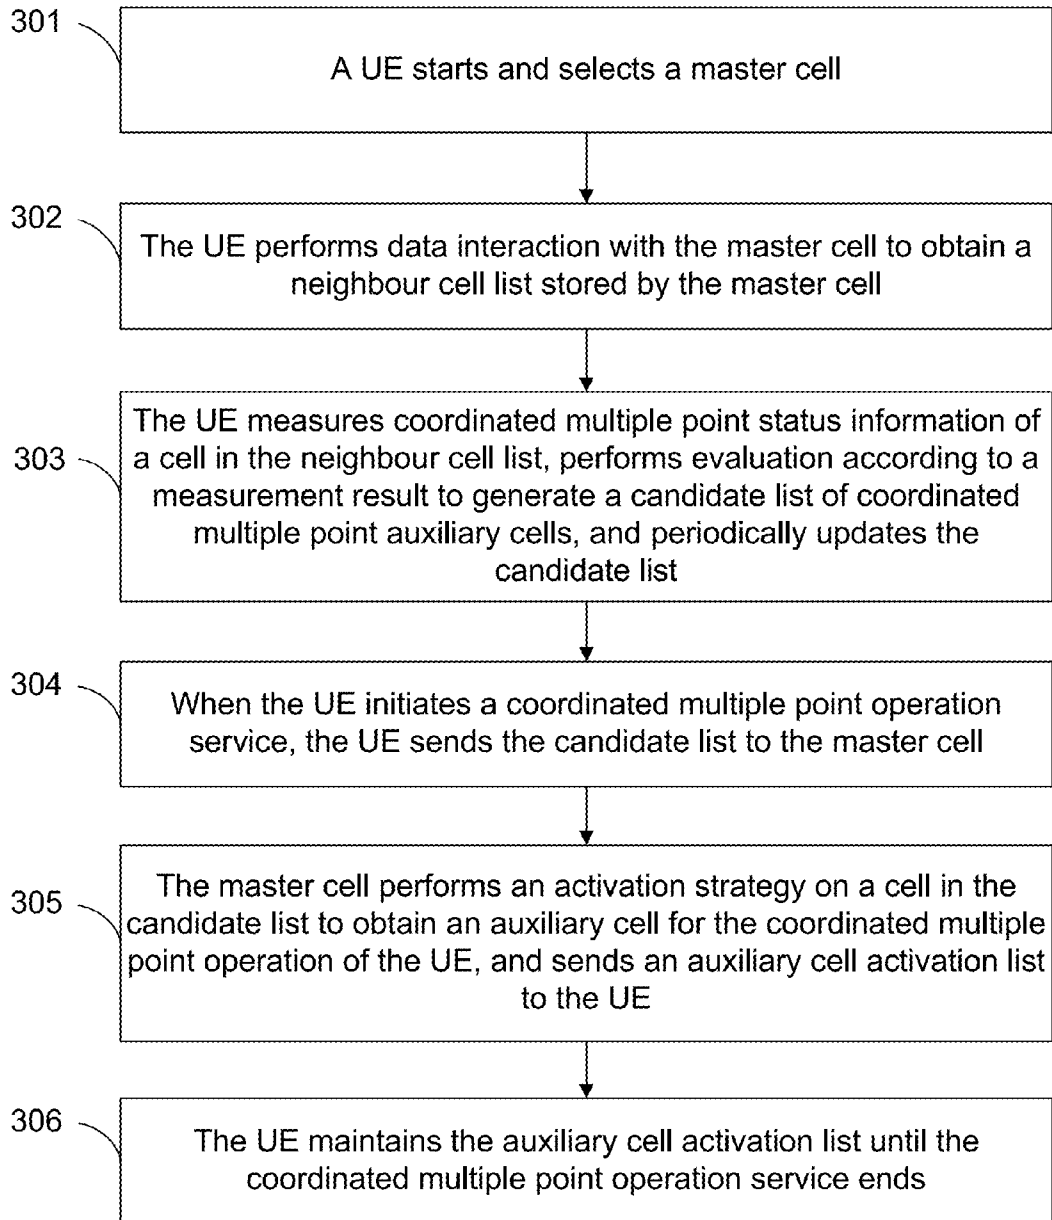 301
A UE starts and selects a master cell
302
The UE performs data interaction with the master cell to obtain a
neighbour cell list stored by the master cell
303
The UE measures coordinated multiple point status information of
a cell in the neighbour cell list, performs evaluation according to a
measurement result to generate a candidate list of coordinated
multiple point auxiliary cells, and periodically updates the
candidate list
304
When the UE initiates a coordinated multiple point operation
service, the UE sends the candidate list to the master cell
305
The master cell performs an activation strategy on a cell in the
candidate list to obtain an auxiliary cell for the coordinated multiple
point operation of the UE, and sends an auxiliary cell activation list
to the UE
306
The UE maintains the auxiliary cell activation list until the
coordinated multiple point operation service ends